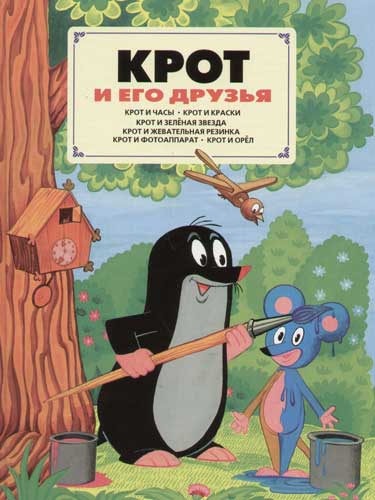 КРОТ
И ЕГО ДРУЗЬЯ
КРОТ И ЧАСЫ • КРОТ И КРАСКИ
КРОТ И ЗЕЛЁНАЯ ЗВЕЗДА
КРОТ И ЖЕВАТЕЛЬНАЯ РЕЗИНКА
КРОТ И ФОТОАППАРАТ • КРОТ И ОРЁЛ